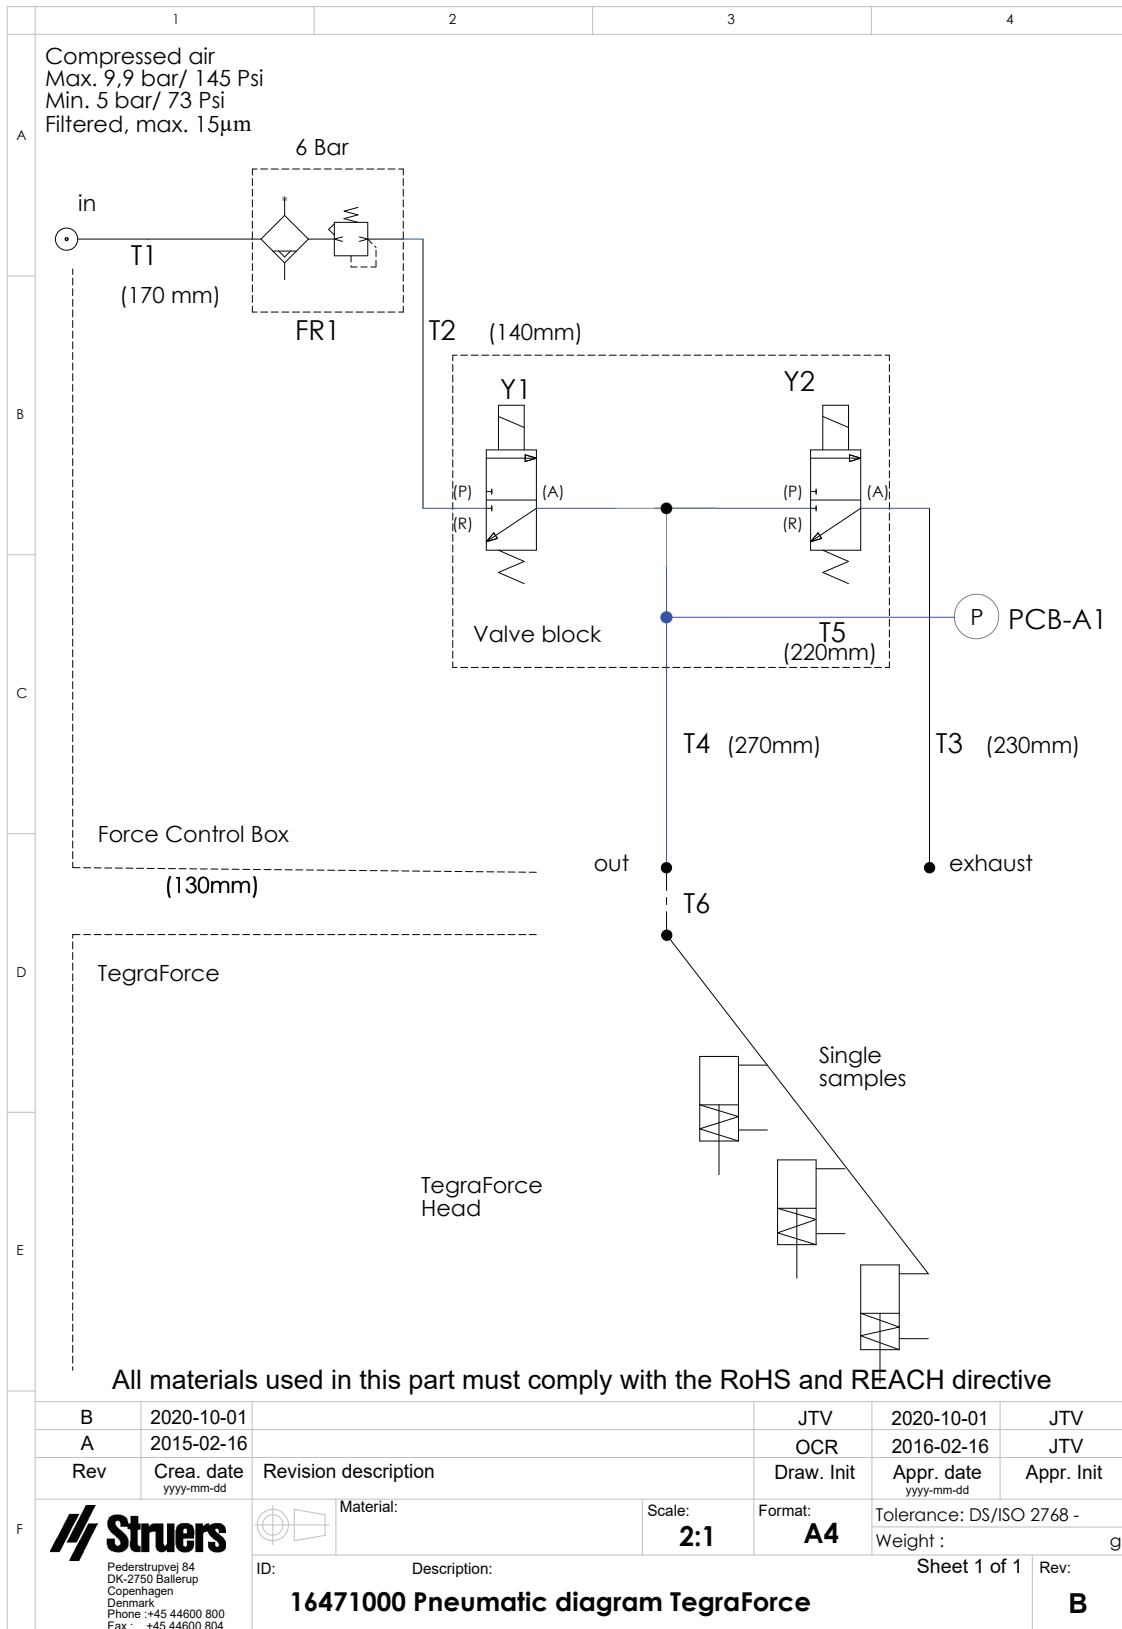 1 2 3 4
Compressed air
Max. 9,9 bar/ 145 Psi
Min. 5 bar/ 73 Psi
Filtered, max. 15µm
A
6 Bar
in
T1
(170 mm)
FR1
T2 (140mm)
B
Y1
Y2
(P) (A)
(R)
(P) (A)
(R)
P PCB-A1
Valve block
T5
(220mm)
C
T4 (270mm)
T3 (230mm)
Force Control Box
out
exhaust
(130mm)
T6
D
TegraForce
Single
samples
TegraForce
Head
E
All materials used in this part must comply with the RoHS and REACH directive
B 2020-10-01 JTV 2020-10-01 JTV
A 2015-02-16 OCR 2016-02-16 JTV
Rev Crea. date Revision description Draw. Init Appr. date Appr. Init
yyyy-mm-dd yyyy-mm-dd
F
Struers
Pederstrupvej 84
DK-2750 Ballerup
Copenhagen
Denmark
Phone :+45 44600 800
Fax : +45 44600 804
Material:
Scale:
2:1
Format:
A4
Tolerance: DS/ISO 2768 -
Weight : g
ID: Description:
16471000 Pneumatic diagram TegraForce
Sheet 1 of 1
Rev:
B